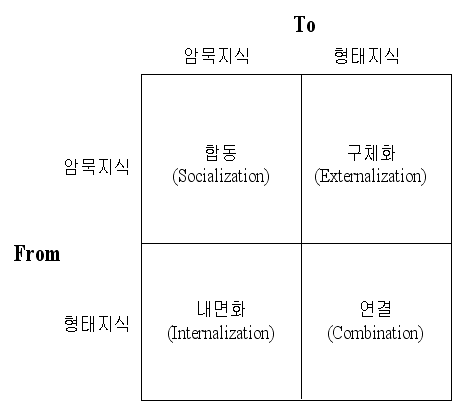 To
암묵지식 형태지식
암묵지식
합동
(Socialization)
구체화
(Externalization)
From
형태지식
내면화
(Internalization)
연결
(Combination)